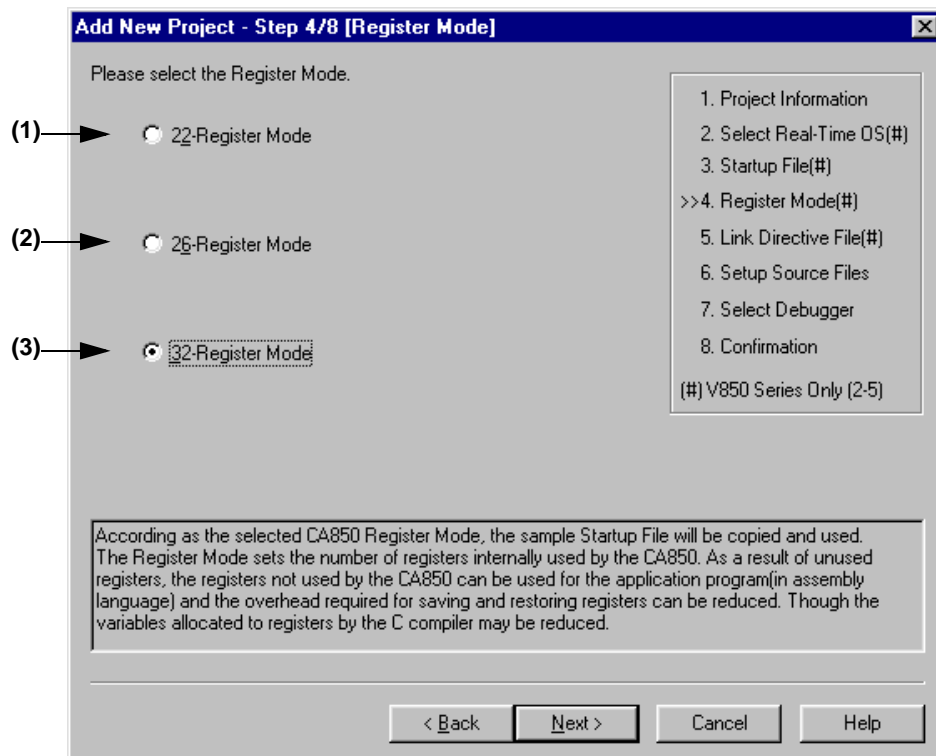 Add New Project - Step 4/8 [Register Mode]
Please select the Register Mode.
(1)
22-Register Mode
(2)
26-Register Mode
(3)
32-Register Mode
1. Project Information
2. Select Real-Time OS(#)
3. Startup File(#)
>>4. Register Mode(#)
5. Link Directive File(#)
6. Setup Source Files
7. Select Debugger
8. Confirmation
(#) V850 Series Only (2-5)
According as the selected CA850 Register Mode, the sample Startup File will be copied and used.
The Register Mode sets the number of registers internally used by the CA850. As a result of unused
registers, the registers not used by the CA850 can be used for the application program(in assembly
language) and the overhead required for saving and restoring registers can be reduced. Though the
variables allocated to registers by the C compiler may be reduced.
< Back
Next >
Cancel
Help